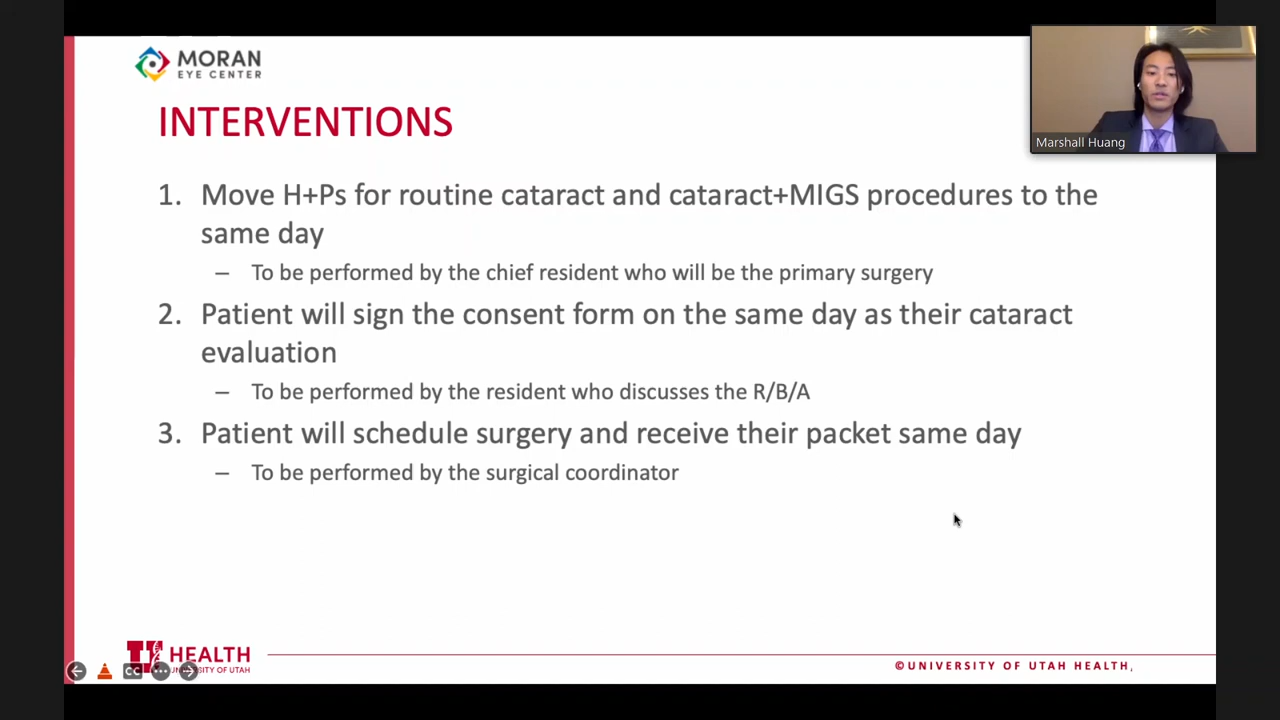 MORAN
EYE CENTER
INTERVENTIONS
Marshall Huang
1. Move H+Ps for routine cataract and cataract+MIGS procedures to the
same day
– To be performed by the chief resident who will be the primary surgery
2. Patient will sign the consent form on the same day as their cataract
evaluation
– To be performed by the resident who discusses the R/B/A
3. Patient will schedule surgery and receive their packet same day
– To be performed by the surgical coordinator
U HEALTH
UNIVERSITY OF UTAH
CC
©UNIVERSITY OF UTAH HEALTH,